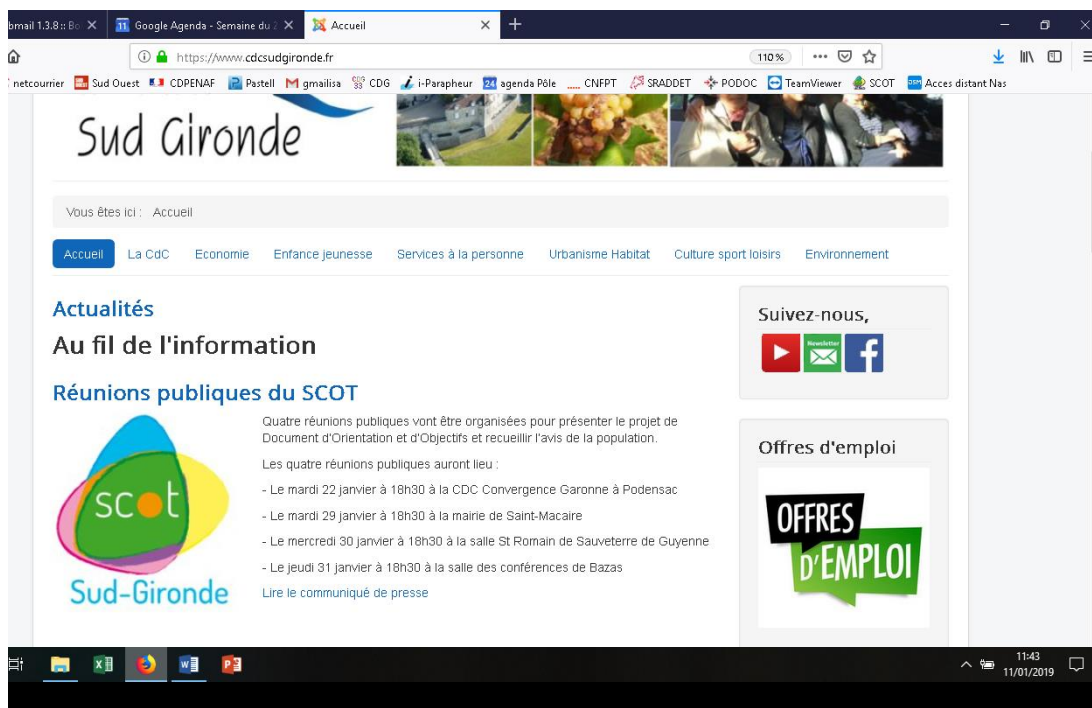 bmail 1.3.8 :: Bo
11 Google Agenda - Semaine du 2
Accueil
https://www.cdcsudgironde.fr
110 %
netcourrier Sud Ouest CDPENAF Pastell gmailisa CDG 33 CDG i-Parapheur 24 agenda Pôle CNFPT SRADDET PODOC TeamViewer SCOT DSM Acces distant Nas
Sud Gironde
Vous êtes ici : Accueil
Accueil La CdC Economie Enfance jeunesse Services à la personne Urbanisme Habitat Culture sport loisirs Environnement
Actualités
Au fil de l'information
Réunions publiques du SCOT
scot
Sud-Gironde
Quatre réunions publiques vont être organisées pour présenter le projet de
Document d'Orientation et d'Objectifs et recueillir l'avis de la population.
Les quatre réunions publiques auront lieu :
- Le mardi 22 janvier à 18h30 à la CDC Convergence Garonne à Podensac
- Le mardi 29 janvier à 18h30 à la mairie de Saint-Macaire
- Le mercredi 30 janvier à 18h30 à la salle St Romain de Sauveterre de Guyenne
- Le jeudi 31 janvier à 18h30 à la salle des conférences de Bazas
Lire le communiqué de presse
Suivez-nous,
Newsletter
Offres d'emploi
OFFRES
D'EMPLOI
11:43
11/01/2019